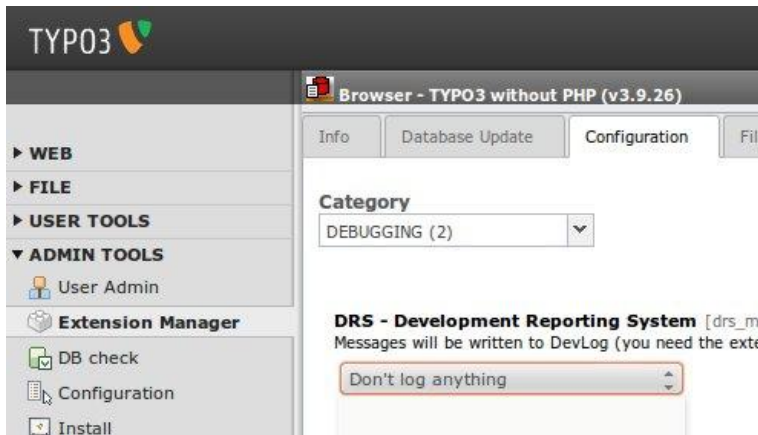 TYPO3
Browser - TYPO3 without PHP (v3.9.26)
Info
Database Update
Configuration
WEB
FILE
USER TOOLS
ADMIN TOOLS
User Admin
Extension Manager
DB check
Configuration
Install
Category
DEBUGGING (2)
DRS - Development Reporting System [drs_m
Messages will be written to DevLog (you need the exte
Don't log anything